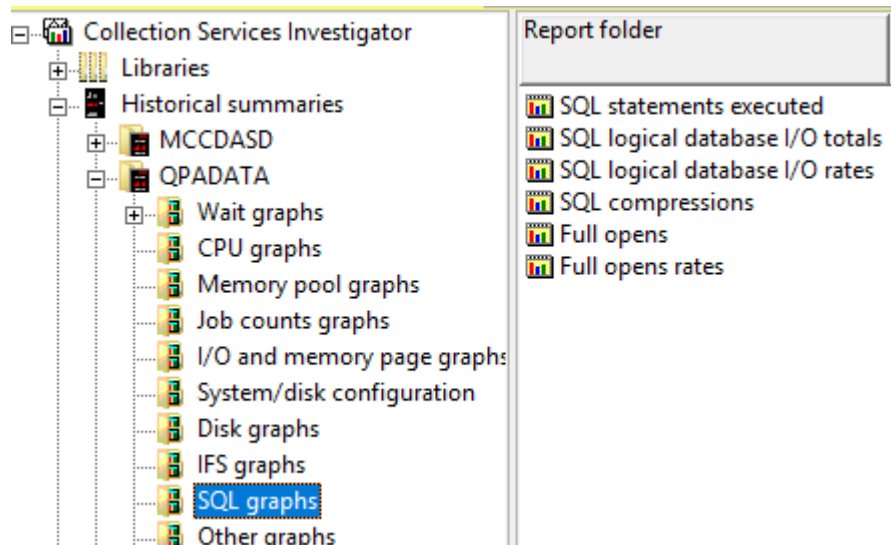 Collection Services Investigator
Libraries
Historical summaries
MCCDASD
QPADATA
Wait graphs
CPU graphs
Memory pool graphs
Job counts graphs
I/O and memory page graphs
System/disk configuration
Disk graphs
IFS graphs
SQL graphs
Other graphs
Report folder
SQL statements executed
SQL logical database I/O totals
SQL logical database I/O rates
SQL compressions
Full opens
Full opens rates